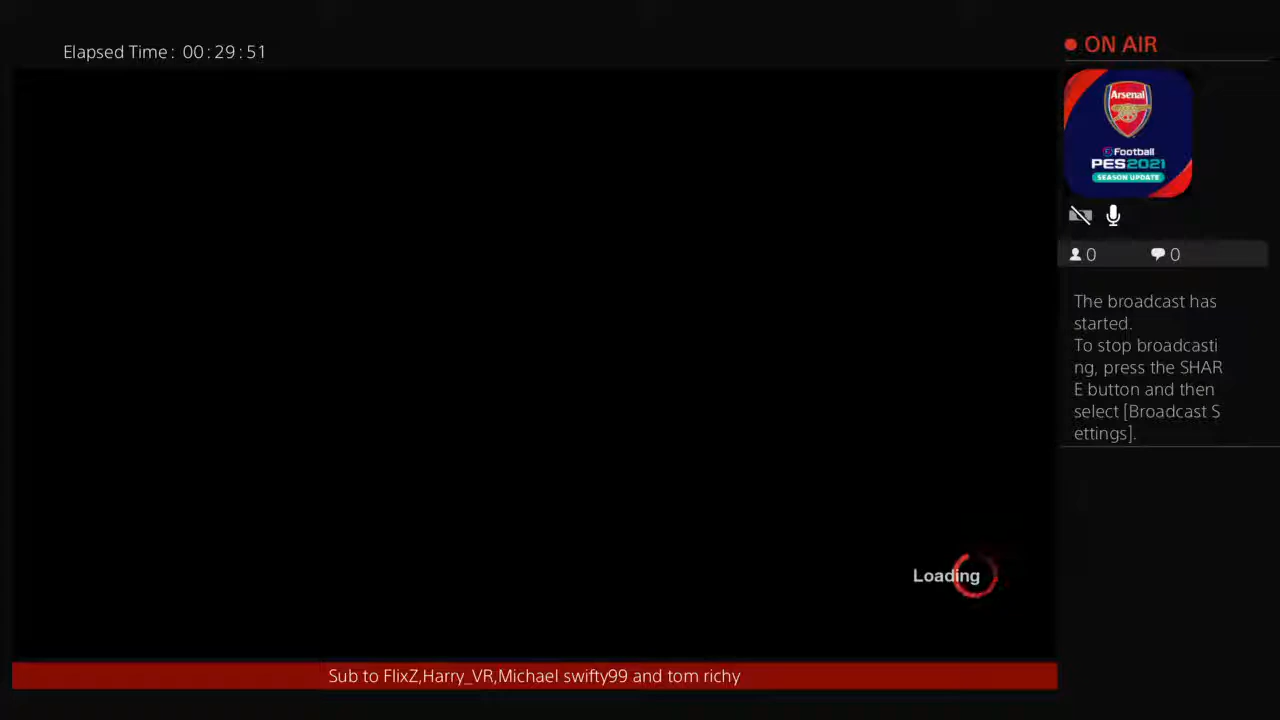 Elapsed Time: 00:29:51
ON AIR
Arsenal
eFootball
PES2021
SEASON UPDATE
0
0
The broadcast has
started.
To stop broadcasti
ng, press the SHAR
E button and then
select [Broadcast S
ettings].
Loading
Sub to FlixZ,Harry_VR,Michael swifty99 and tom richy